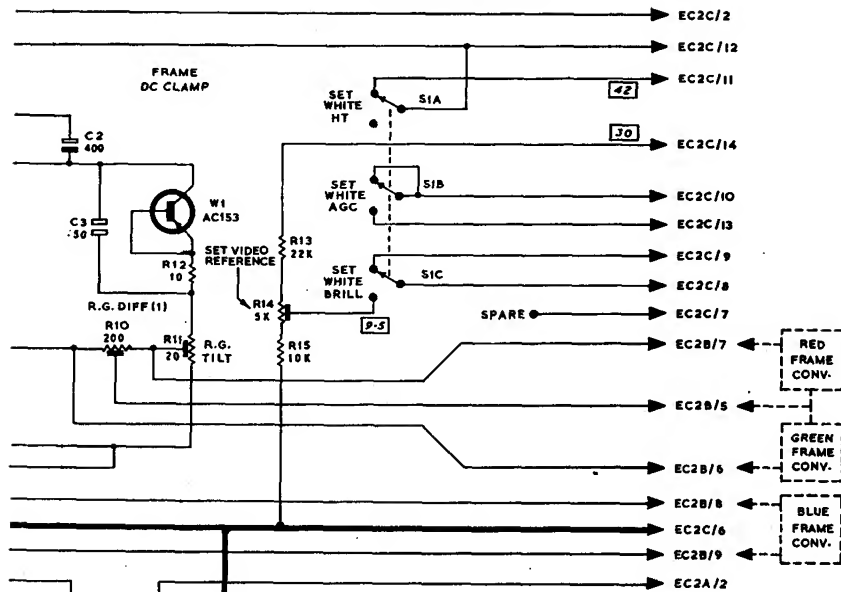 EC2C/2
EC2C/12
FRAME
DC CLAMP
EC2C/11
SET
WHITE
HT
S1A
42
30
C2
400
EC2C/14
W1
AC153
SET
WHITE
AGC
S1B
EC2C/10
C3
50
EC2C/13
SET VIDEO
REFERENCE
R13
22K
R12
10
EC2C/9
SET
WHITE
BRILL
S1C
EC2C/8
R.G. DIFF(1)
R14
5K
9-5
SPARE
EC2C/7
R10
200
R11
20
R.G.
TILT
R15
10K
EC2B/7
RED
FRAME
CONV.
EC2B/5
GREEN
FRAME
CONV.
EC2B/6
EC2B/8
BLUE
FRAME
CONV.
EC2C/6
EC2B/9
EC2A/2